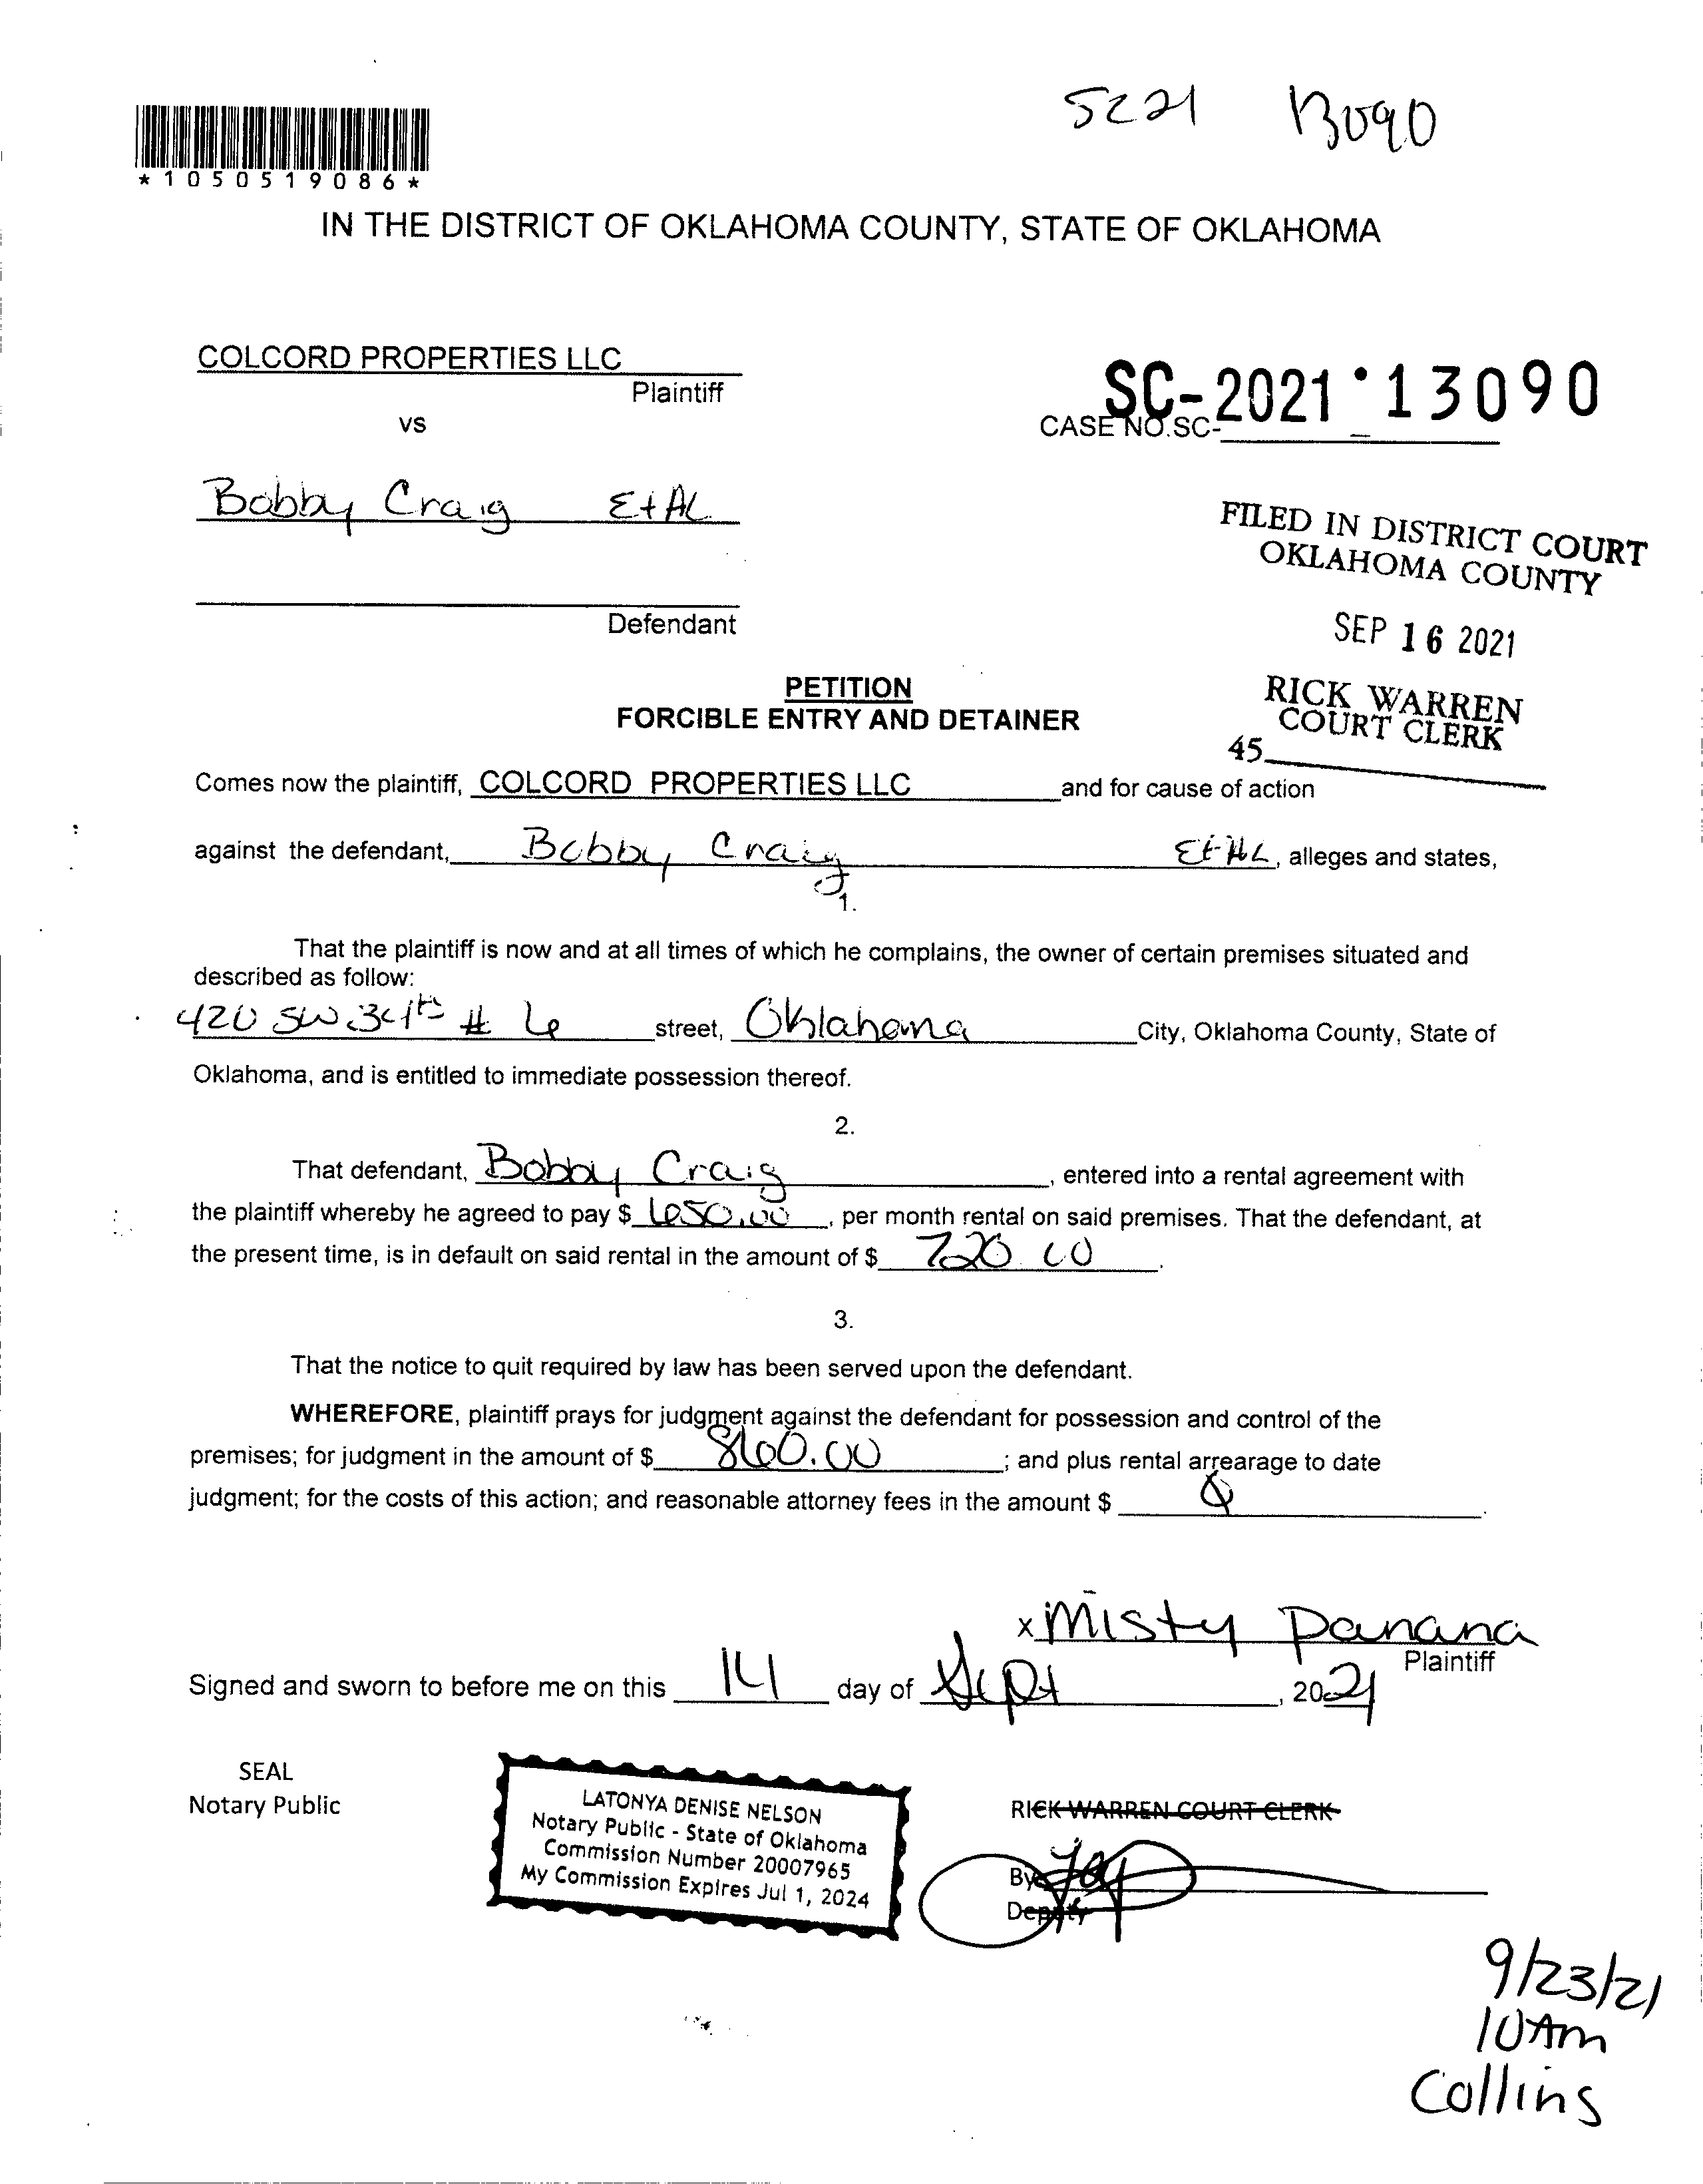 SC21 13090
*1050519086*
IN THE DISTRICT OF OKLAHOMA COUNTY, STATE OF OKLAHOMA
COLCORD PROPERTIES LLC
Plaintiff
vs
SC-2021 13090
CASE NO.SC-
Bobby Craig Et AL
Defendant
FILED IN DISTRICT COURT
OKLAHOMA COUNTY
SEP 16 2021
RICK WARREN
COURT CLERK
45
PETITION
FORCIBLE ENTRY AND DETAINER
Comes now the plaintiff, COLCORD PROPERTIES LLC and for cause of action
against the defendant, Bobby Craig Et AL, alleges and states,
1.
That the plaintiff is now and at all times of which he complains, the owner of certain premises situated and
described as follow:
420 SW 34th # 6 street, Oklahoma City, Oklahoma County, State of
Oklahoma, and is entitled to immediate possession thereof.
2.
That defendant, Bobby Craig, entered into a rental agreement with
the plaintiff whereby he agreed to pay $ 650.00, per month rental on said premises. That the defendant, at
the present time, is in default on said rental in the amount of $ 720.00.
3.
That the notice to quit required by law has been served upon the defendant.
WHEREFORE, plaintiff prays for judgment against the defendant for possession and control of the
premises; for judgment in the amount of $ 860.00; and plus rental arrearage to date
judgment; for the costs of this action; and reasonable attorney fees in the amount $ 0.
x Misty Panana
Plaintiff
Signed and sworn to before me on this 14 day of Sept, 2021
SEAL
Notary Public
LATONYA DENISE NELSON
Notary Public - State of Oklahoma
Commission Number 20007965
My Commission Expires Jul 1, 2024
RICK WARREN COURT CLERK
By
Deputy
9/23/21
10Am
Collins